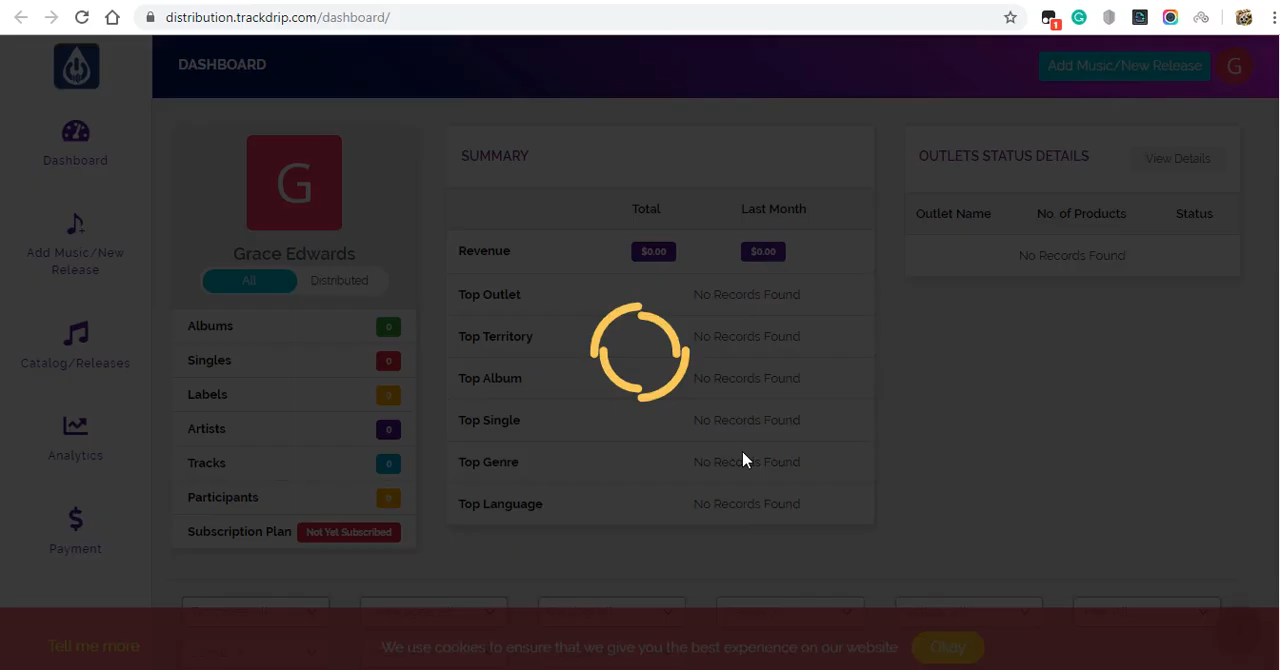 distribution.trackdrip.com/dashboard/
1
DASHBOARD
Add Music/New Release
G
Dashboard
Add Music/New
Release
Catalog/Releases
Analytics
Payment
G
Grace Edwards
All
Distributed
Albums 0
Singles 0
Labels 0
Artists 0
Tracks 0
Participants 0
Subscription Plan Not Yet Subscribed
SUMMARY
Total Last Month
Revenue $0.00 $0.00
Top Outlet No Records Found
Top Territory No Records Found
Top Album No Records Found
Top Single No Records Found
Top Genre No Records Found
Top Language No Records Found
OUTLETS STATUS DETAILS
View Details
Outlet Name No. of Products Status
No Records Found
Tell me more
We use cookies to ensure that we give you the best experience on our website
Okay